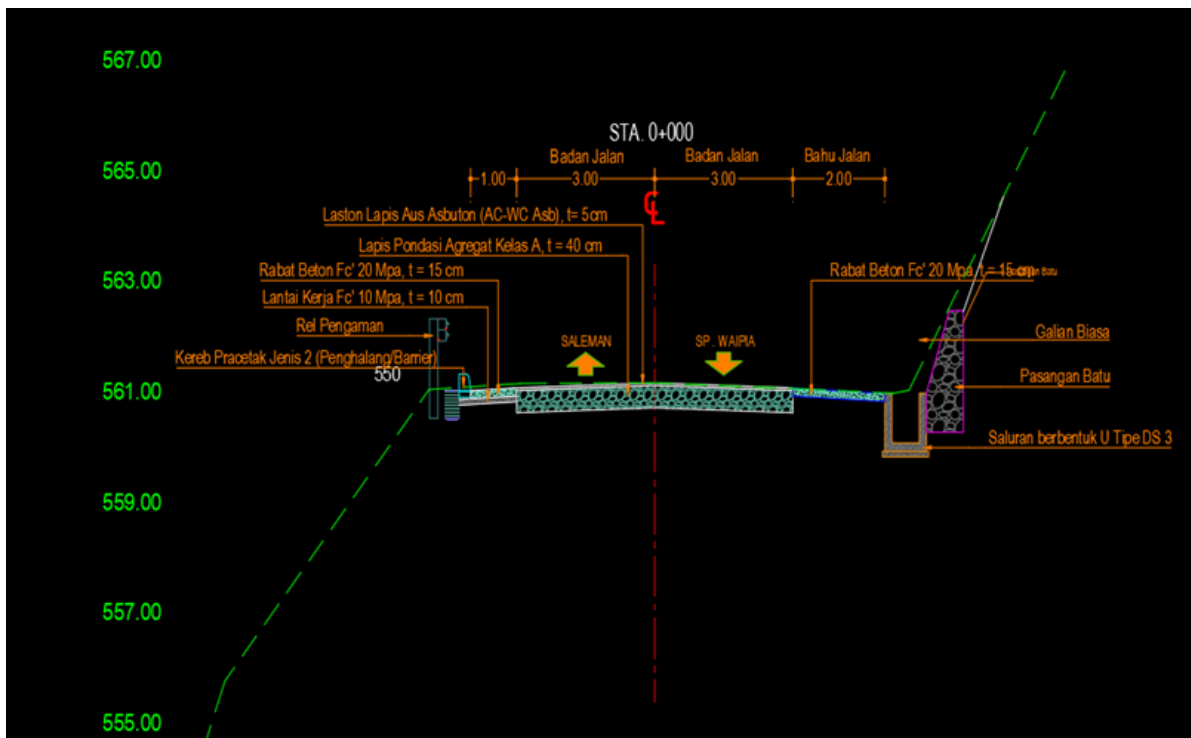 567.00
565.00
563.00
561.00
559.00
557.00
555.00
STA. 0+000
Badan Jalan
Badan Jalan
Bahu Jalan
1.00
3.00
3.00
2.00
CL
Laston Lapis Aus Asbuton (AC-WC Asb), t= 5cm
Lapis Pondasi Agregat Kelas A, t = 40 cm
Rabat Beton Fc' 20 Mpa, t = 15 cm
Lantai Kerja Fc' 10 Mpa, t = 10 cm
Rel Pengaman
Kereb Pracetak Jenis 2 (Penghalang/Barrier)
550
SALEMAN
SP. WAIPIA
Rabat Beton Fc' 20 Mpa, t = 15 cm
Batu
Galian Biasa
Pasangan Batu
Saluran berbentuk U Tipe DS 3